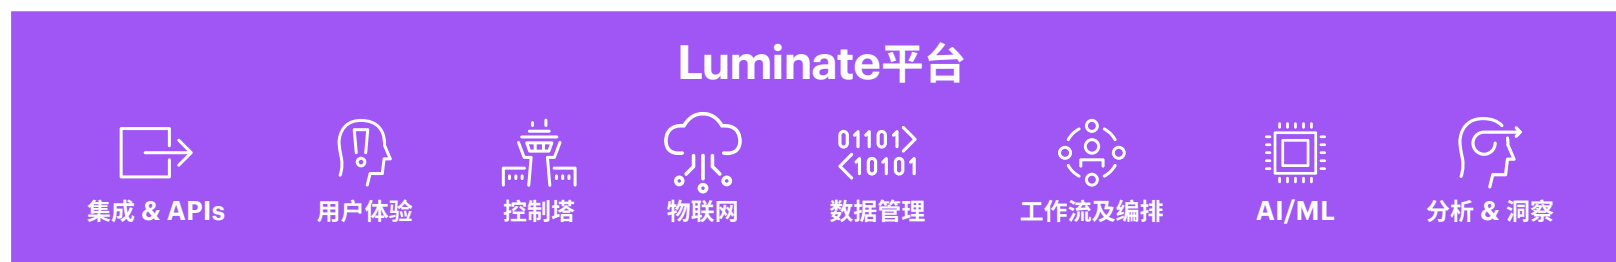 Luminate平台
01101
10101
集成 & APIs
用户体验
控制塔
物联网
数据管理
工作流及编排
AI/ML
分析 & 洞察